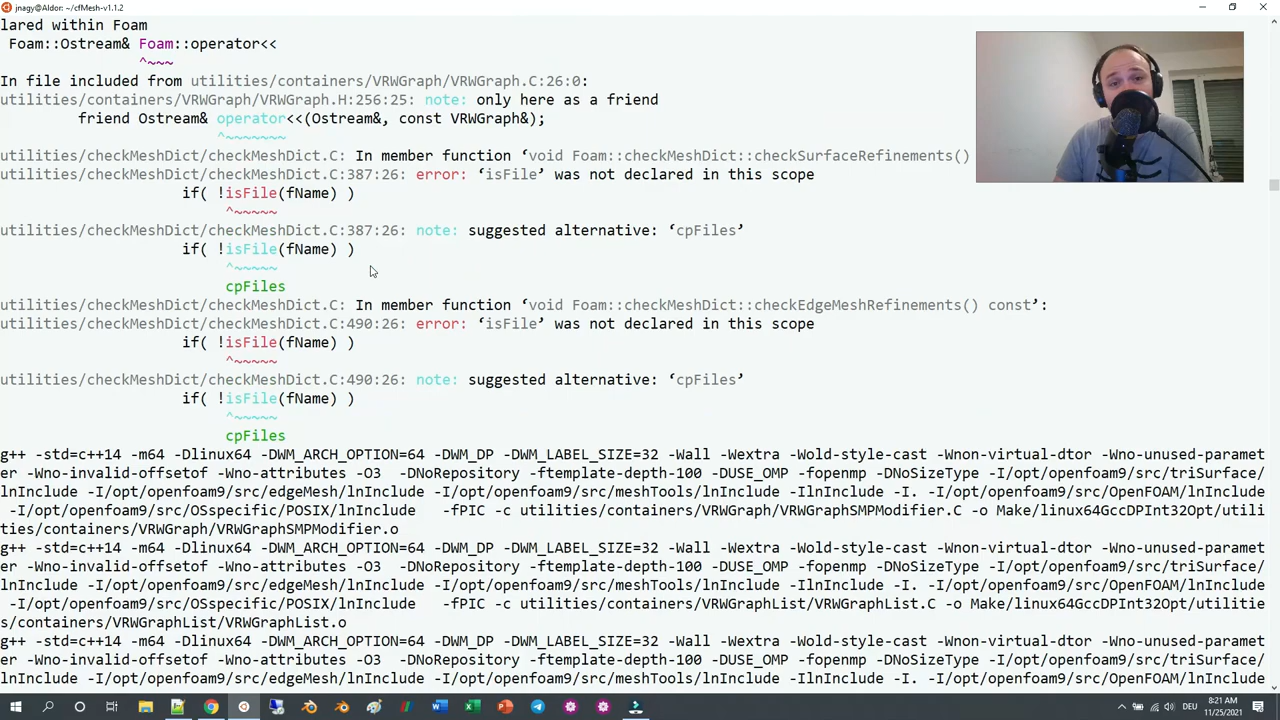 jnagy@Aldor: ~/cfMesh-v1.1.2
lared within Foam
 Foam::Ostream& Foam::operator<<
^~~~
In file included from utilities/containers/VRWGraph/VRWGraph.C:26:0:
utilities/containers/VRWGraph/VRWGraph.H:256:25: note: only here as a friend
friend Ostream& operator<<(Ostream&, const VRWGraph&);
^~~~~~~~
utilities/checkMeshDict/checkMeshDict.C: In member function ‘void Foam::checkMeshDict::checkSurfaceRefinements()
utilities/checkMeshDict/checkMeshDict.C:387:26: error: ‘isFile’ was not declared in this scope
if( !isFile(fName) )
^~~~~~
utilities/checkMeshDict/checkMeshDict.C:387:26: note: suggested alternative: ‘cpFiles’
if( !isFile(fName) )
^~~~~~
cpFiles
utilities/checkMeshDict/checkMeshDict.C: In member function ‘void Foam::checkMeshDict::checkEdgeMeshRefinements() const’:
utilities/checkMeshDict/checkMeshDict.C:490:26: error: ‘isFile’ was not declared in this scope
if( !isFile(fName) )
^~~~~~
utilities/checkMeshDict/checkMeshDict.C:490:26: note: suggested alternative: ‘cpFiles’
if( !isFile(fName) )
^~~~~~
cpFiles
g++ -std=c++14 -m64 -Dlinux64 -DWM_ARCH_OPTION=64 -DWM_DP -DWM_LABEL_SIZE=32 -Wall -Wextra -Wold-style-cast -Wnon-virtual-dtor -Wno-unused-paramet
er -Wno-invalid-offsetof -Wno-attributes -O3  -DNoRepository -ftemplate-depth-100 -DUSE_OMP -fopenmp -DNoSizeType -I/opt/openfoam9/src/triSurface/
lnInclude -I/opt/openfoam9/src/edgeMesh/lnInclude -I/opt/openfoam9/src/meshTools/lnInclude -IlnInclude -I. -I/opt/openfoam9/src/OpenFOAM/lnInclude
 -I/opt/openfoam9/src/OSspecific/POSIX/lnInclude   -fPIC -c utilities/containers/VRWGraph/VRWGraphSMPModifier.C -o Make/linux64GccDPInt32Opt/utili
ties/containers/VRWGraph/VRWGraphSMPModifier.o
g++ -std=c++14 -m64 -Dlinux64 -DWM_ARCH_OPTION=64 -DWM_DP -DWM_LABEL_SIZE=32 -Wall -Wextra -Wold-style-cast -Wnon-virtual-dtor -Wno-unused-paramet
er -Wno-invalid-offsetof -Wno-attributes -O3  -DNoRepository -ftemplate-depth-100 -DUSE_OMP -fopenmp -DNoSizeType -I/opt/openfoam9/src/triSurface/
lnInclude -I/opt/openfoam9/src/edgeMesh/lnInclude -I/opt/openfoam9/src/meshTools/lnInclude -IlnInclude -I. -I/opt/openfoam9/src/OpenFOAM/lnInclude
 -I/opt/openfoam9/src/OSspecific/POSIX/lnInclude   -fPIC -c utilities/containers/VRWGraphList/VRWGraphList.C -o Make/linux64GccDPInt32Opt/utilitie
s/containers/VRWGraphList/VRWGraphList.o
g++ -std=c++14 -m64 -Dlinux64 -DWM_ARCH_OPTION=64 -DWM_DP -DWM_LABEL_SIZE=32 -Wall -Wextra -Wold-style-cast -Wnon-virtual-dtor -Wno-unused-paramet
er -Wno-invalid-offsetof -Wno-attributes -O3  -DNoRepository -ftemplate-depth-100 -DUSE_OMP -fopenmp -DNoSizeType -I/opt/openfoam9/src/triSurface/
lnInclude -I/opt/openfoam9/src/edgeMesh/lnInclude -I/opt/openfoam9/src/meshTools/lnInclude -IlnInclude -I. -I/opt/openfoam9/src/OpenFOAM/lnInclude
DEU
8:21 AM
11/25/2021